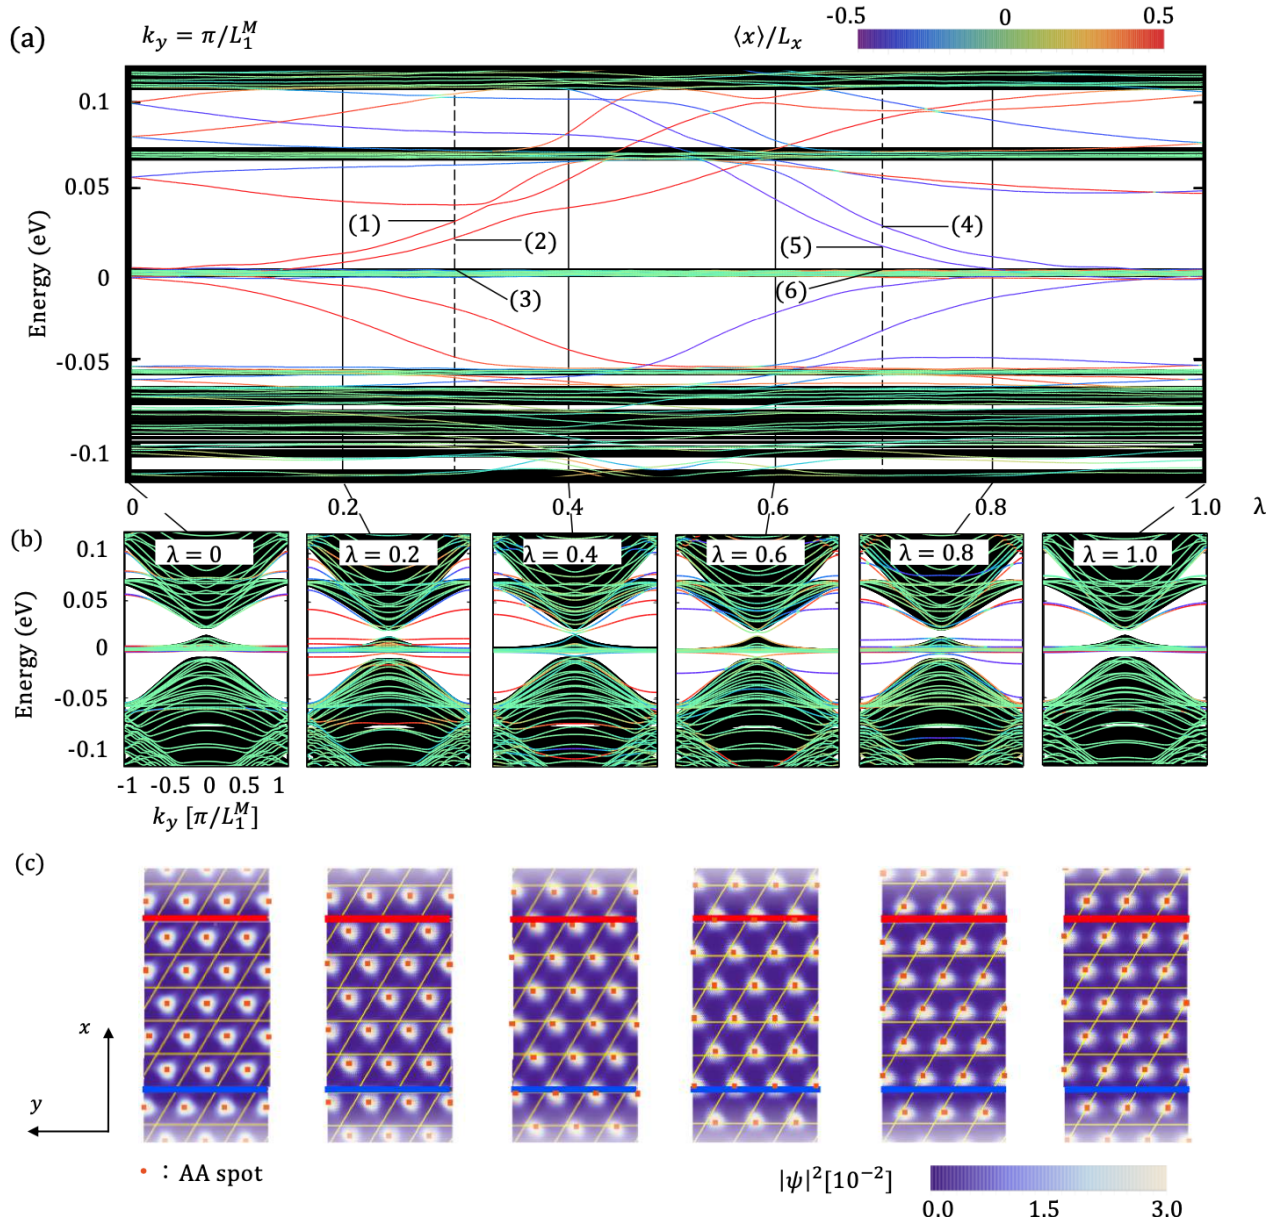 (a)
k_y = π/L_1^M
⟨x⟩/L_x
-0.5 0 0.5
Energy (eV)
0.1
0.05
0
-0.05
-0.1
(1)
(2)
(3)
(4)
(5)
(6)
0 0.2 0.4 0.6 0.8 1.0 λ
(b)
λ = 0 λ = 0.2 λ = 0.4 λ = 0.6 λ = 0.8 λ = 1.0
Energy (eV)
0.1
0.05
0
-0.05
-0.1
-1 -0.5 0 0.5 1
k_y [π/L_1^M]
(c)
x
y
: AA spot
|ψ|²[10⁻²]
0.0 1.5 3.0